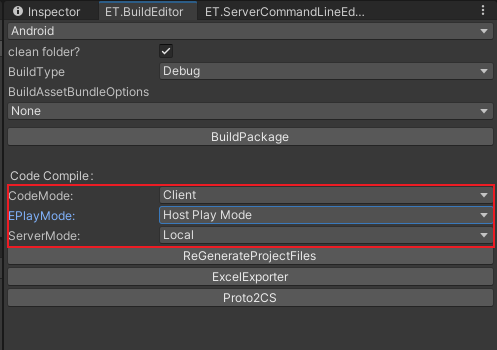 Inspector ET.BuildEditor ET.ServerCommandLineEd...
Android
clean folder?
BuildType Debug
BuildAssetBundleOptions
None
BuildPackage
Code Compile:
CodeMode: Client
EPlayMode: Host Play Mode
ServerMode: Local
ReGenerateProjectFiles
ExcelExporter
Proto2CS